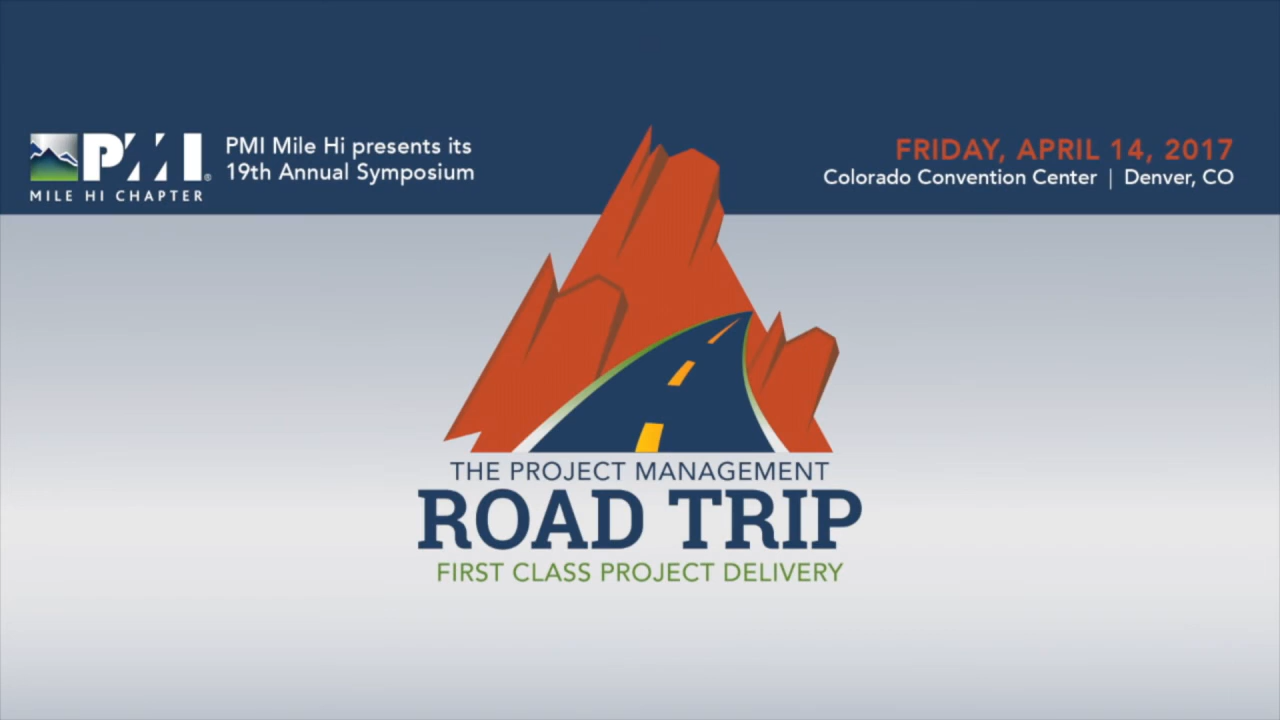 PMI®
MILE HI CHAPTER
PMI Mile Hi presents its
19th Annual Symposium
FRIDAY, APRIL 14, 2017
Colorado Convention Center | Denver, CO
THE PROJECT MANAGEMENT
ROAD TRIP
FIRST CLASS PROJECT DELIVERY